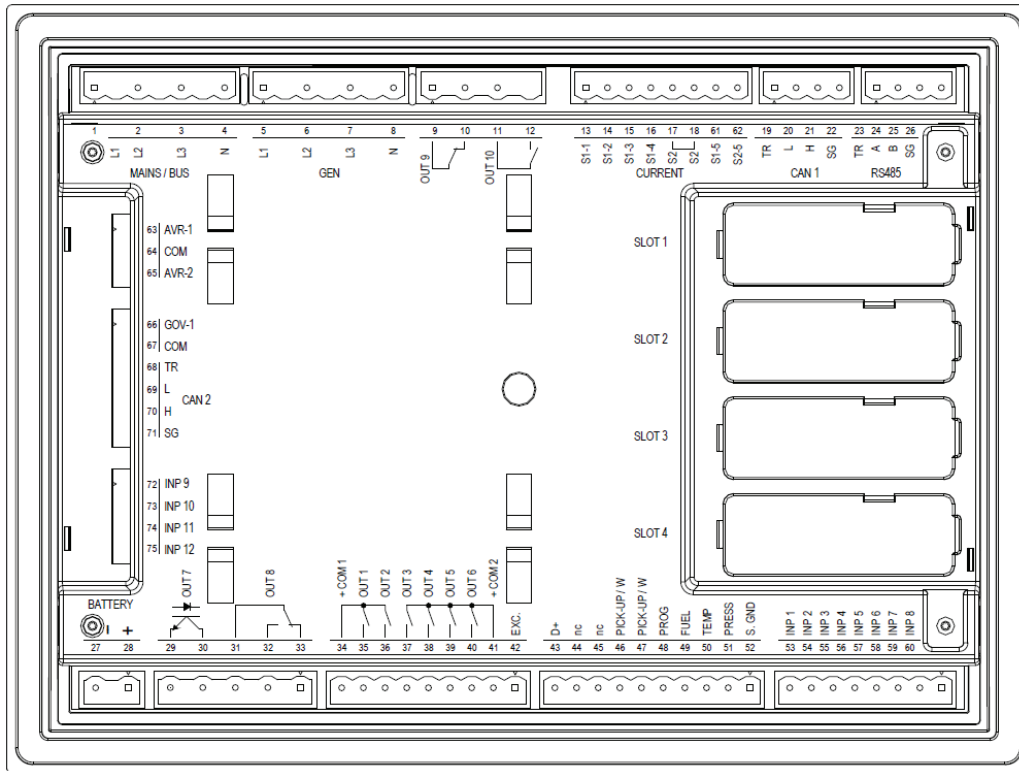 1 2 3 4 5 6 7 8 9 10 11 12 13 14 15 16 17 18 61 62 19 20 21 22 23 24 25 26
L1 L2 L3 N L1 L2 L3 N OUT 9 OUT 10 S1-1 S1-2 S1-3 S1-4 S2 S2 S1-5 S2-5 TR L H SG TR A B SG
MAINS / BUS GEN CURRENT CAN 1 RS485
63 AVR-1
64 COM
65 AVR-2
SLOT 1
66 GOV-1
67 COM
68 TR
69 L
CAN 2
70 H
71 SG
SLOT 2
SLOT 3
72 INP 9
73 INP 10
74 INP 11
75 INP 12
SLOT 4
BATTERY
- + OUT 7 OUT 8 + COM 1 OUT 1 OUT 2 OUT 3 OUT 4 OUT 5 OUT 6 + COM 2 EXC. D+ nc nc PICK-UP / W PICK-UP / W PROG FUEL TEMP PRESS S. GND INP 1 INP 2 INP 3 INP 4 INP 5 INP 6 INP 7 INP 8
27 28 29 30 31 32 33 34 35 36 37 38 39 40 41 42 43 44 45 46 47 48 49 50 51 52 53 54 55 56 57 58 59 60